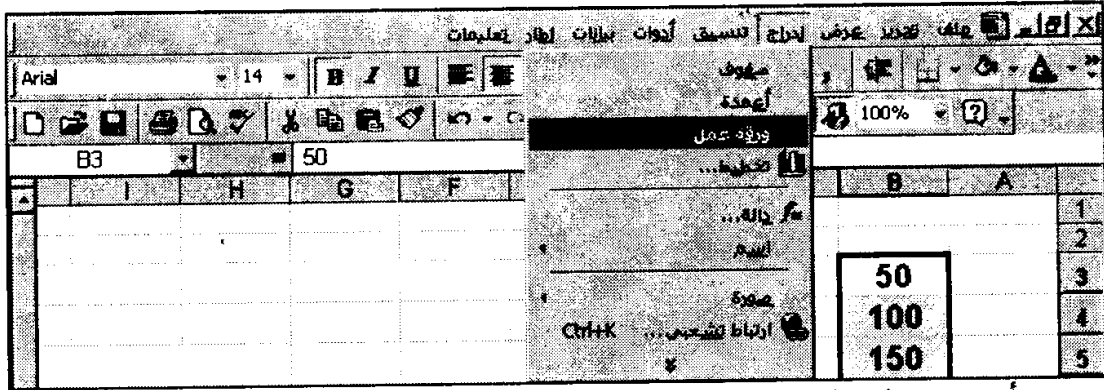 ملف تحرير عرض إدراج تنسيق أدوات بيانات إطار تعليمات
Arial 14 B I U ,
100%
B3 = 50
صفوف
أعمدة
ورقة عمل
تخطيط...
دالة...
اسم
صورة
ارتباط تشعبي... Ctrl+K
I H G F B A
1
2
50 3
100 4
150 5